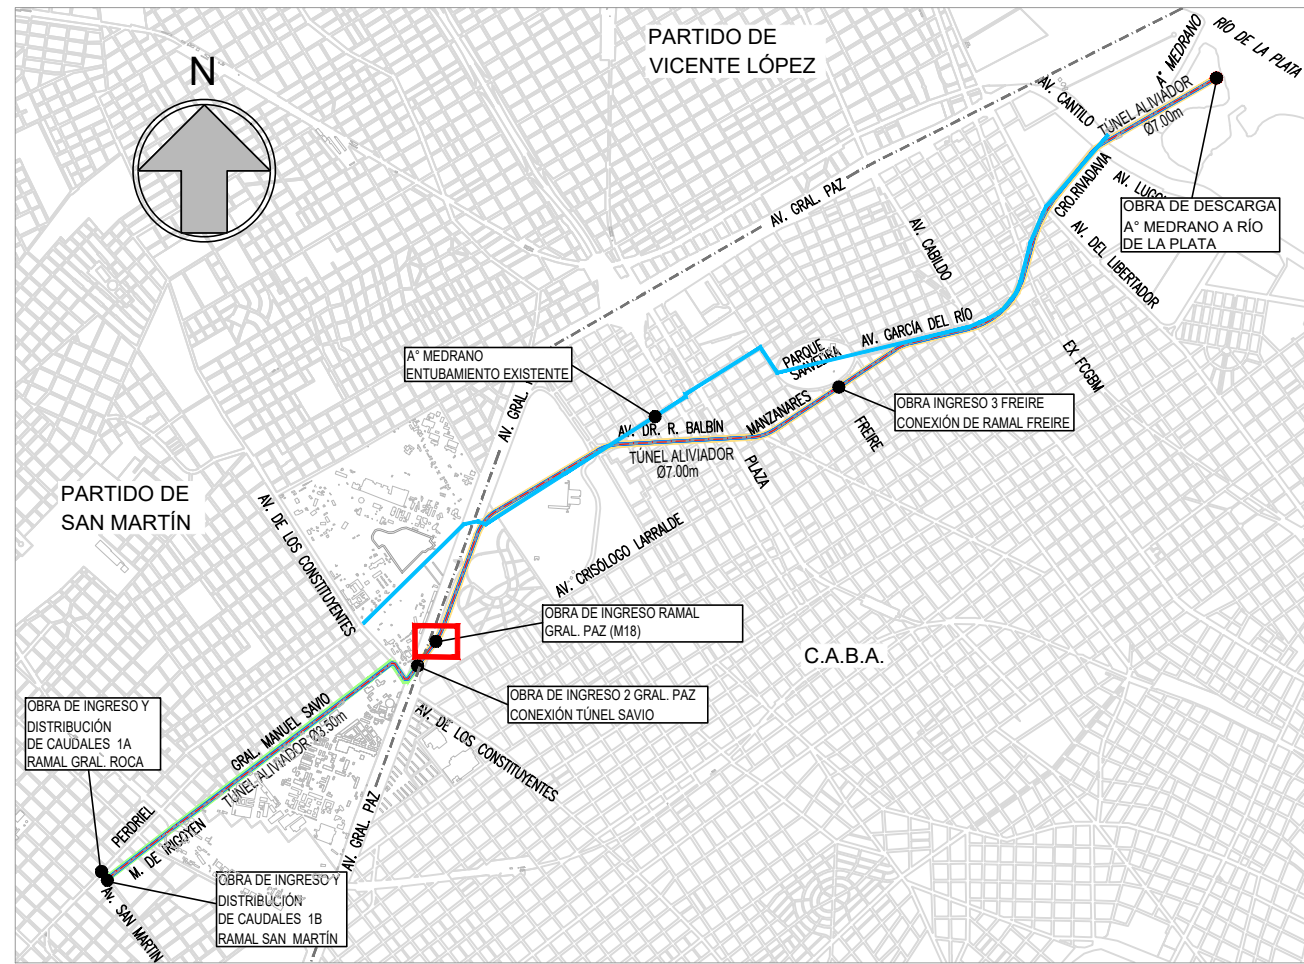 PARTIDO DE
VICENTE LÓPEZ
N
RÍO DE LA PLATA
A° MEDRANO
AV. CANTILO
TÚNEL ALIVIADOR
Ø7.00m
CRO.RIVADAVIA
AV. LUGO
OBRA DE DESCARGA
A° MEDRANO A RÍO
DE LA PLATA
AV. DEL LIBERTADOR
AV. GRAL. PAZ
AV. CABILDO
AV. GARCÍA DEL RÍO
EX FCGBM
PARQUE
SAAVEDRA
A° MEDRANO
ENTUBAMIENTO EXISTENTE
AV. GRAL.
OBRA INGRESO 3 FREIRE
CONEXIÓN DE RAMAL FREIRE
MANZANARES
FREIRE
AV. DR. R. BALBÍN
TÚNEL ALIVIADOR
Ø7.00m
PLAZA
PARTIDO DE
SAN MARTÍN
AV. DE LOS CONSTITUYENTES
AV. CRISÓLOGO LARRALDE
OBRA DE INGRESO RAMAL
GRAL. PAZ (M18)
C.A.B.A.
OBRA DE INGRESO 2 GRAL. PAZ
CONEXIÓN TÚNEL SAVIO
AV. DE LOS CONSTITUYENTES
OBRA DE INGRESO Y
DISTRIBUCIÓN
DE CAUDALES 1A
RAMAL GRAL. ROCA
GRAL. MANUEL SAVIO
TÚNEL ALIVIADOR Ø3.50m
PERDRIEL
M. DE IRIGOYEN
AV. GRAL. PAZ
AV. SAN MARTIN
OBRA DE INGRESO Y
DISTRIBUCIÓN
DE CAUDALES 1B
RAMAL SAN MARTÍN